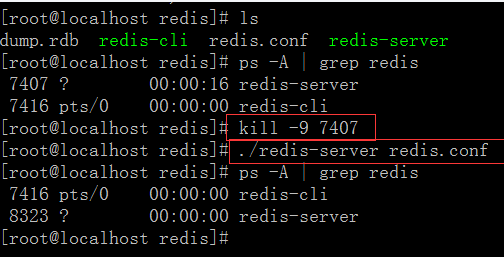 [root@localhost redis]# ls
dump.rdb  redis-cli  redis.conf  redis-server
[root@localhost redis]# ps -A | grep redis
 7407 ?        00:00:16 redis-server
 7416 pts/0    00:00:00 redis-cli
[root@localhost redis]# kill -9 7407
[root@localhost redis]# ./redis-server redis.conf
[root@localhost redis]# ps -A | grep redis
 7416 pts/0    00:00:00 redis-cli
 8323 ?        00:00:00 redis-server
[root@localhost redis]#